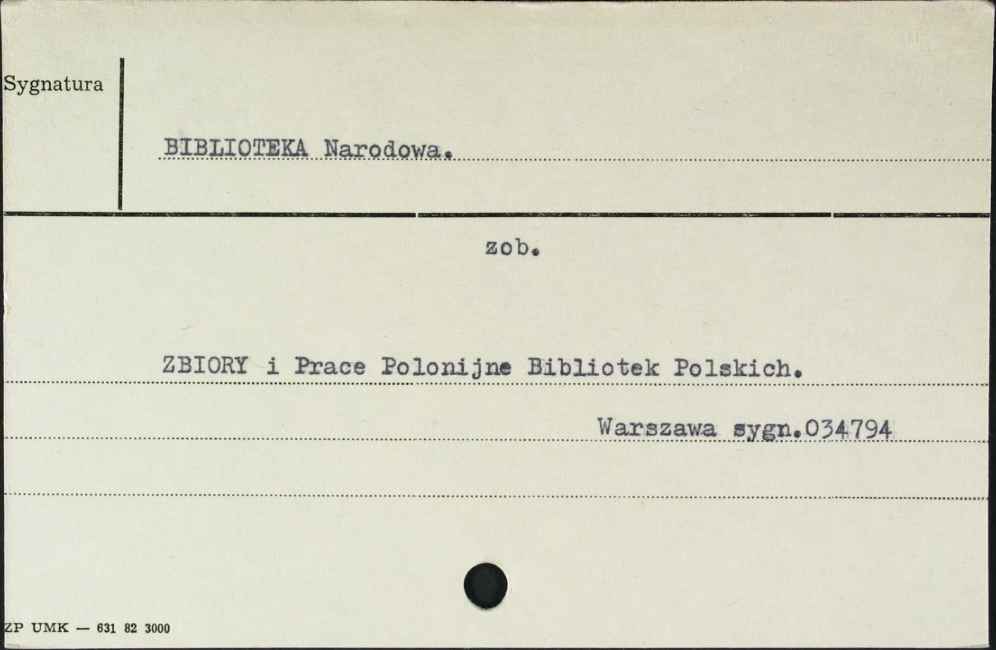 Sygnatura
BIBLIOTEKA Narodowa.
zob.
ZBIORY i Prace Polonijne Bibliotek Polskich.
Warszawa sygn.034794
ZP UMK — 631 82 3000